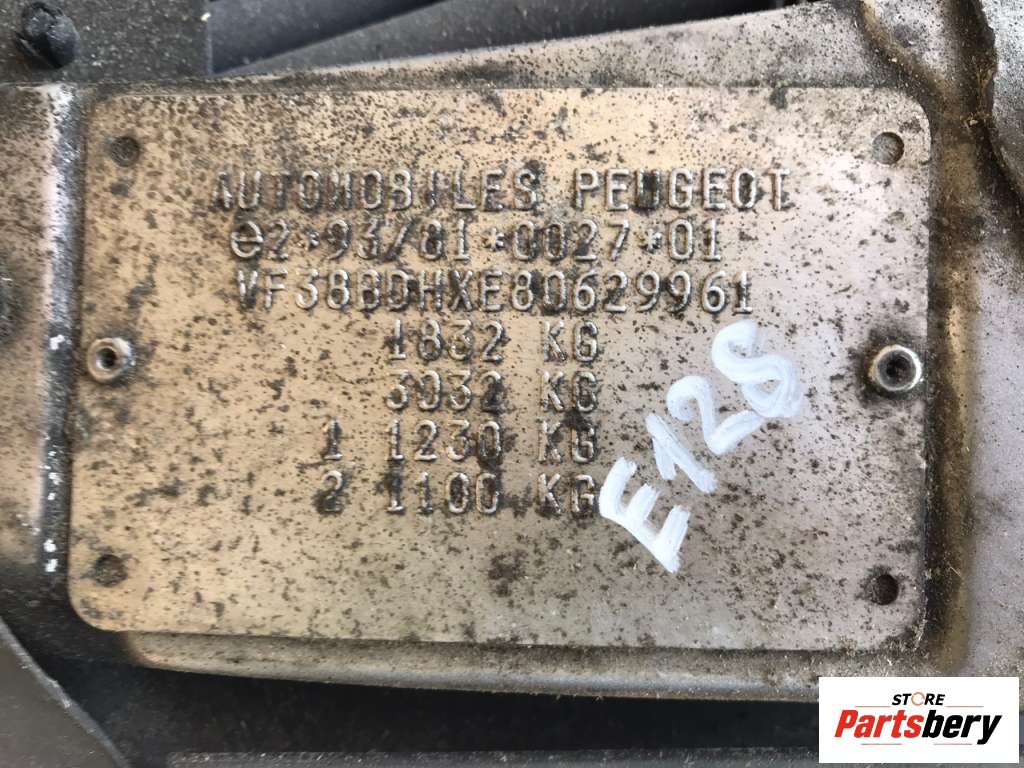 AUTOMOBILES PEUGEOT
e2*93/81*0027*01
VF38BDHXE80629961
1832 KG
3032 KG
1 1230 KG
2 1100 KG
E128
STORE
Partsbery